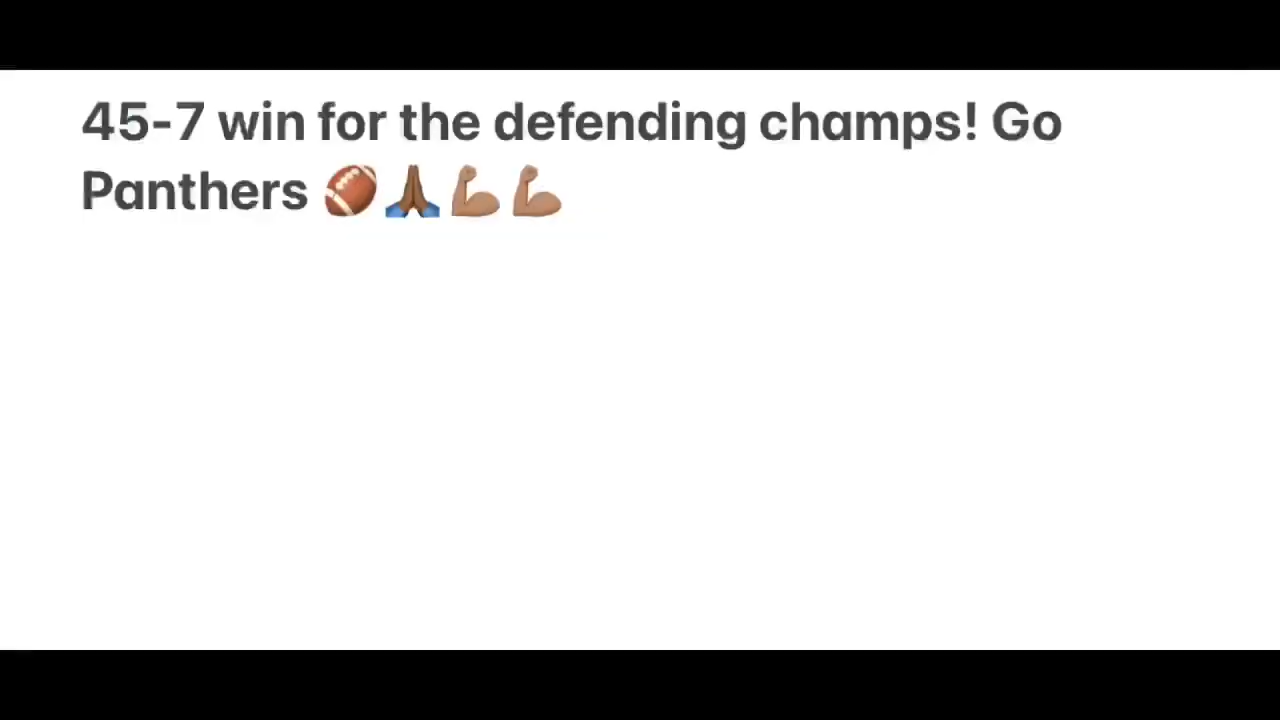 45-7 win for the defending champs! Go
Panthers 🏈🙏🏾💪🏽💪🏽